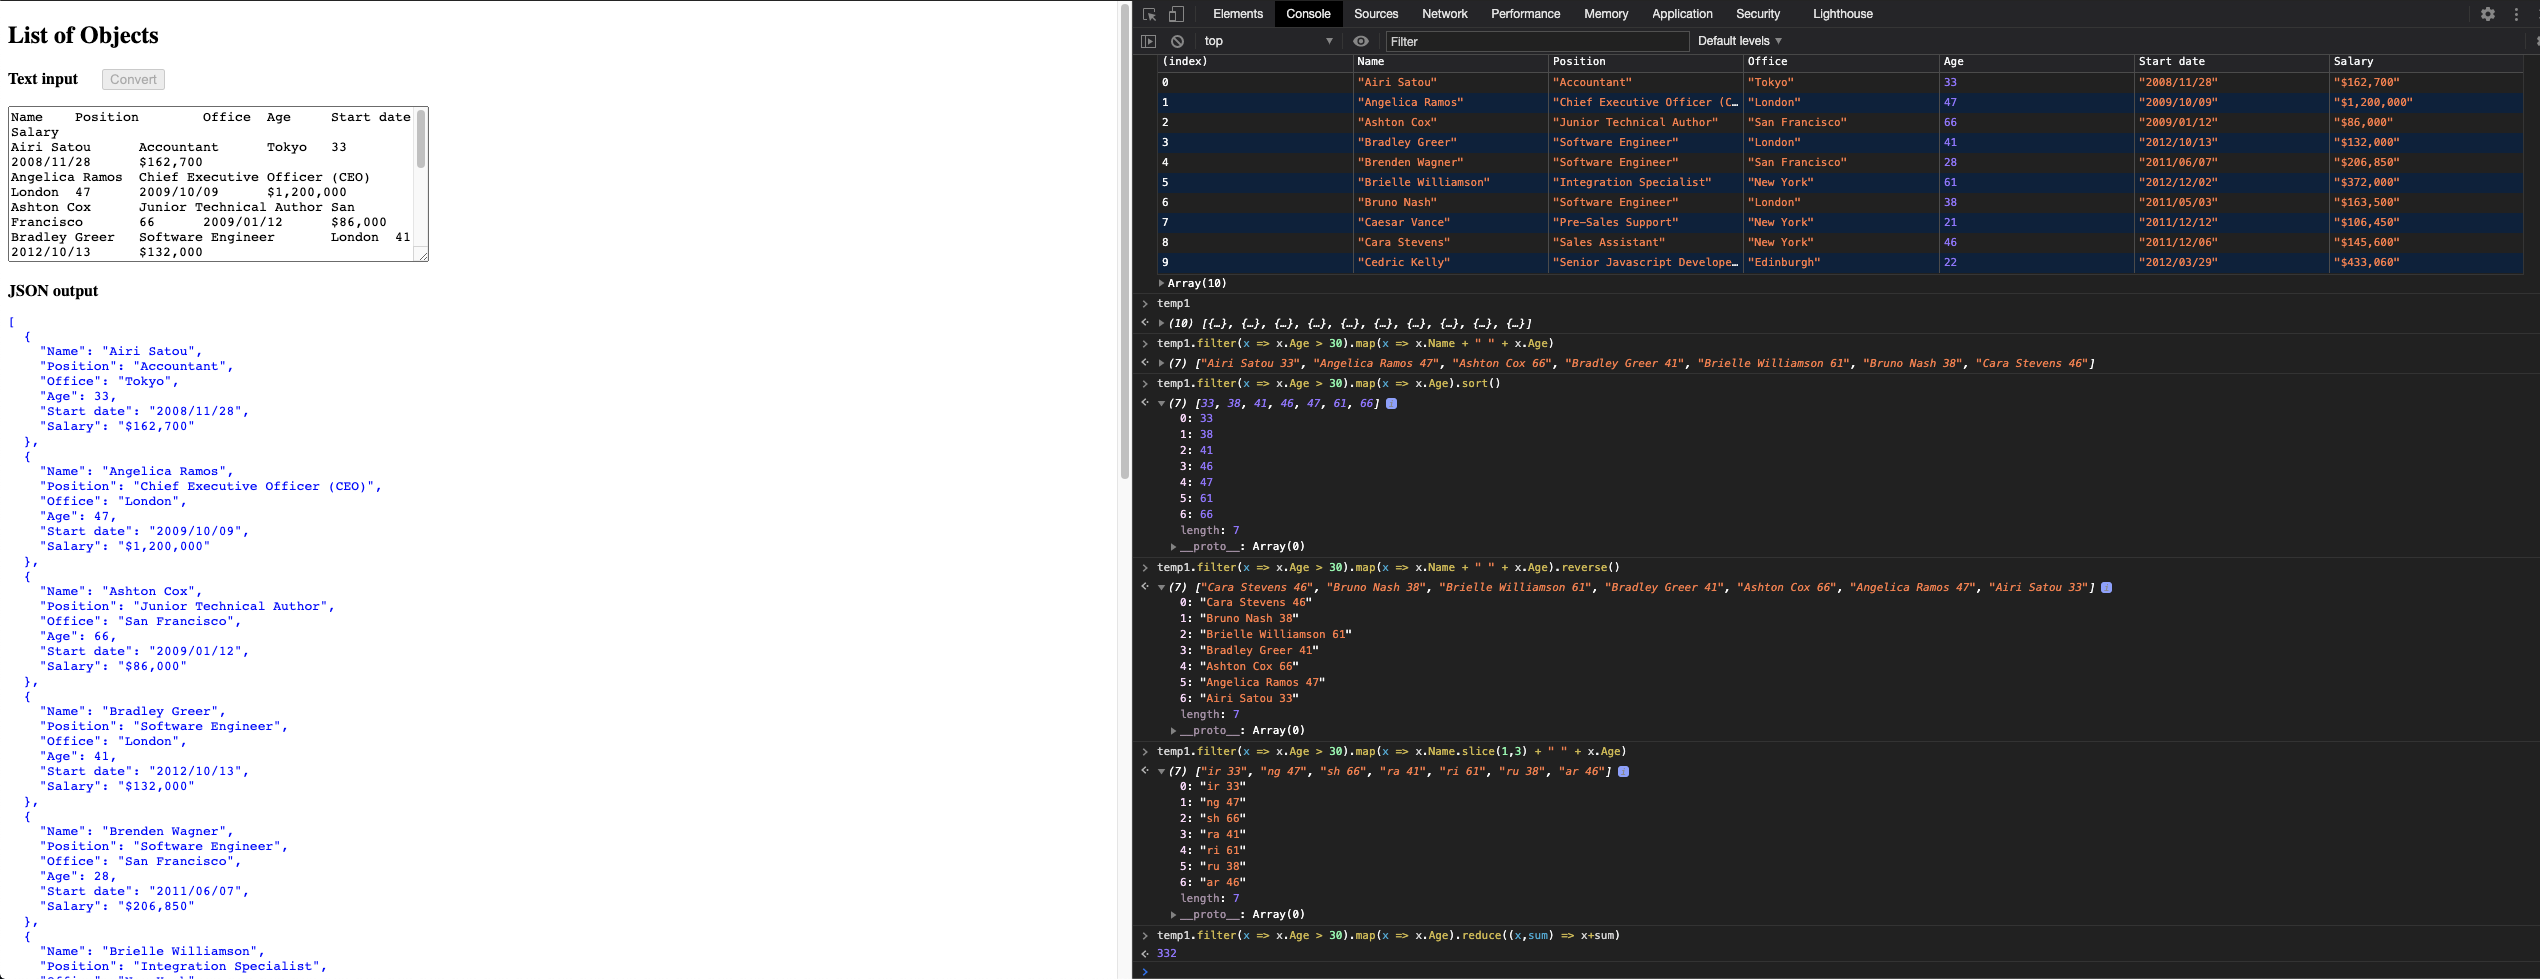 List of Objects
Text input Convert
Name Position Office Age Start date
Salary
Airi Satou Accountant Tokyo 33
2008/11/28 $162,700
Angelica Ramos Chief Executive Officer (CEO)
London 47 2009/10/09 $1,200,000
Ashton Cox Junior Technical Author San
Francisco 66 2009/01/12 $86,000
Bradley Greer Software Engineer London 41
2012/10/13 $132,000
JSON output
[
{
"Name": "Airi Satou",
"Position": "Accountant",
"Office": "Tokyo",
"Age": 33,
"Start date": "2008/11/28",
"Salary": "$162,700"
},
{
"Name": "Angelica Ramos",
"Position": "Chief Executive Officer (CEO)",
"Office": "London",
"Age": 47,
"Start date": "2009/10/09",
"Salary": "$1,200,000"
},
{
"Name": "Ashton Cox",
"Position": "Junior Technical Author",
"Office": "San Francisco",
"Age": 66,
"Start date": "2009/01/12",
"Salary": "$86,000"
},
{
"Name": "Bradley Greer",
"Position": "Software Engineer",
"Office": "London",
"Age": 41,
"Start date": "2012/10/13",
"Salary": "$132,000"
},
{
"Name": "Brenden Wagner",
"Position": "Software Engineer",
"Office": "San Francisco",
"Age": 28,
"Start date": "2011/06/07",
"Salary": "$206,850"
},
{
"Name": "Brielle Williamson",
"Position": "Integration Specialist",
Elements Console Sources Network Performance Memory Application Security Lighthouse
top Filter Default levels
(index) Name Position Office Age Start date Salary
0 "Airi Satou" "Accountant" "Tokyo" 33 "2008/11/28" "$162,700"
1 "Angelica Ramos" "Chief Executive Officer (C… "London" 47 "2009/10/09" "$1,200,000"
2 "Ashton Cox" "Junior Technical Author" "San Francisco" 66 "2009/01/12" "$86,000"
3 "Bradley Greer" "Software Engineer" "London" 41 "2012/10/13" "$132,000"
4 "Brenden Wagner" "Software Engineer" "San Francisco" 28 "2011/06/07" "$206,850"
5 "Brielle Williamson" "Integration Specialist" "New York" 61 "2012/12/02" "$372,000"
6 "Bruno Nash" "Software Engineer" "London" 38 "2011/05/03" "$163,500"
7 "Caesar Vance" "Pre-Sales Support" "New York" 21 "2011/12/12" "$106,450"
8 "Cara Stevens" "Sales Assistant" "New York" 46 "2011/12/06" "$145,600"
9 "Cedric Kelly" "Senior Javascript Develope… "Edinburgh" 22 "2012/03/29" "$433,060"
Array(10)
temp1
(10) [{…}, {…}, {…}, {…}, {…}, {…}, {…}, {…}, {…}, {…}]
temp1.filter(x => x.Age > 30).map(x => x.Name + " " + x.Age)
(7) ["Airi Satou 33", "Angelica Ramos 47", "Ashton Cox 66", "Bradley Greer 41", "Brielle Williamson 61", "Bruno Nash 38", "Cara Stevens 46"]
temp1.filter(x => x.Age > 30).map(x => x.Age).sort()
(7) [33, 38, 41, 46, 47, 61, 66]
0: 33
1: 38
2: 41
3: 46
4: 47
5: 61
6: 66
length: 7
__proto__: Array(0)
temp1.filter(x => x.Age > 30).map(x => x.Name + " " + x.Age).reverse()
(7) ["Cara Stevens 46", "Bruno Nash 38", "Brielle Williamson 61", "Bradley Greer 41", "Ashton Cox 66", "Angelica Ramos 47", "Airi Satou 33"]
0: "Cara Stevens 46"
1: "Bruno Nash 38"
2: "Brielle Williamson 61"
3: "Bradley Greer 41"
4: "Ashton Cox 66"
5: "Angelica Ramos 47"
6: "Airi Satou 33"
length: 7
__proto__: Array(0)
temp1.filter(x => x.Age > 30).map(x => x.Name.slice(1,3) + " " + x.Age)
(7) ["ir 33", "ng 47", "sh 66", "ra 41", "ri 61", "ru 38", "ar 46"]
0: "ir 33"
1: "ng 47"
2: "sh 66"
3: "ra 41"
4: "ri 61"
5: "ru 38"
6: "ar 46"
length: 7
__proto__: Array(0)
temp1.filter(x => x.Age > 30).map(x => x.Age).reduce((x,sum) => x+sum)
332